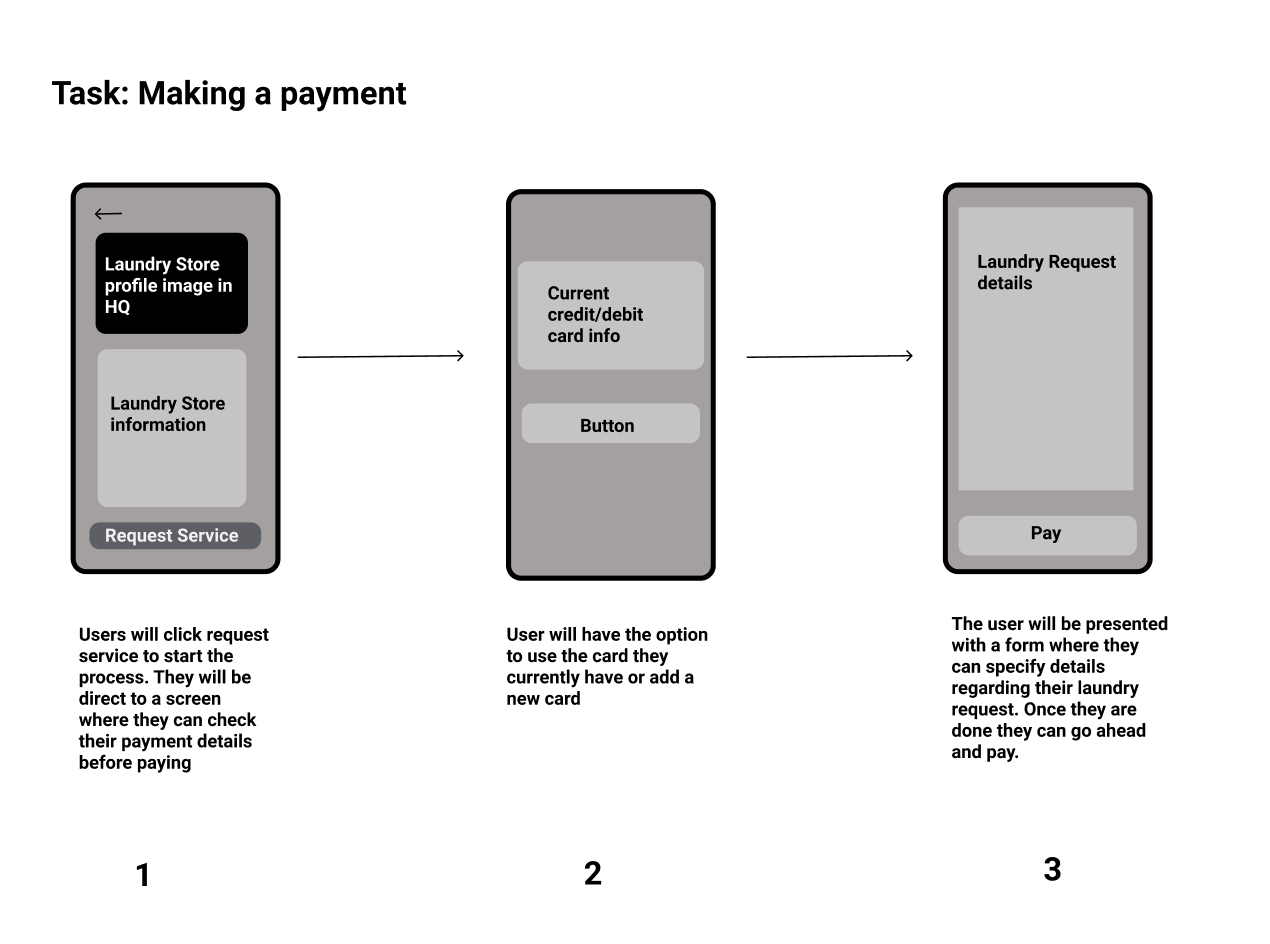 Task: Making a payment
Laundry Store
profile image in
HQ
Laundry Store
information
Request Service
Users will click request
service to start the
process. They will be
direct to a screen
where they can check
their payment details
before paying
1
Current
credit/debit
card info
Button
User will have the option
to use the card they
currently have or add a
new card
2
Laundry Request
details
Pay
The user will be presented
with a form where they
can specify details
regarding their laundry
request. Once they are
done they can go ahead
and pay.
3